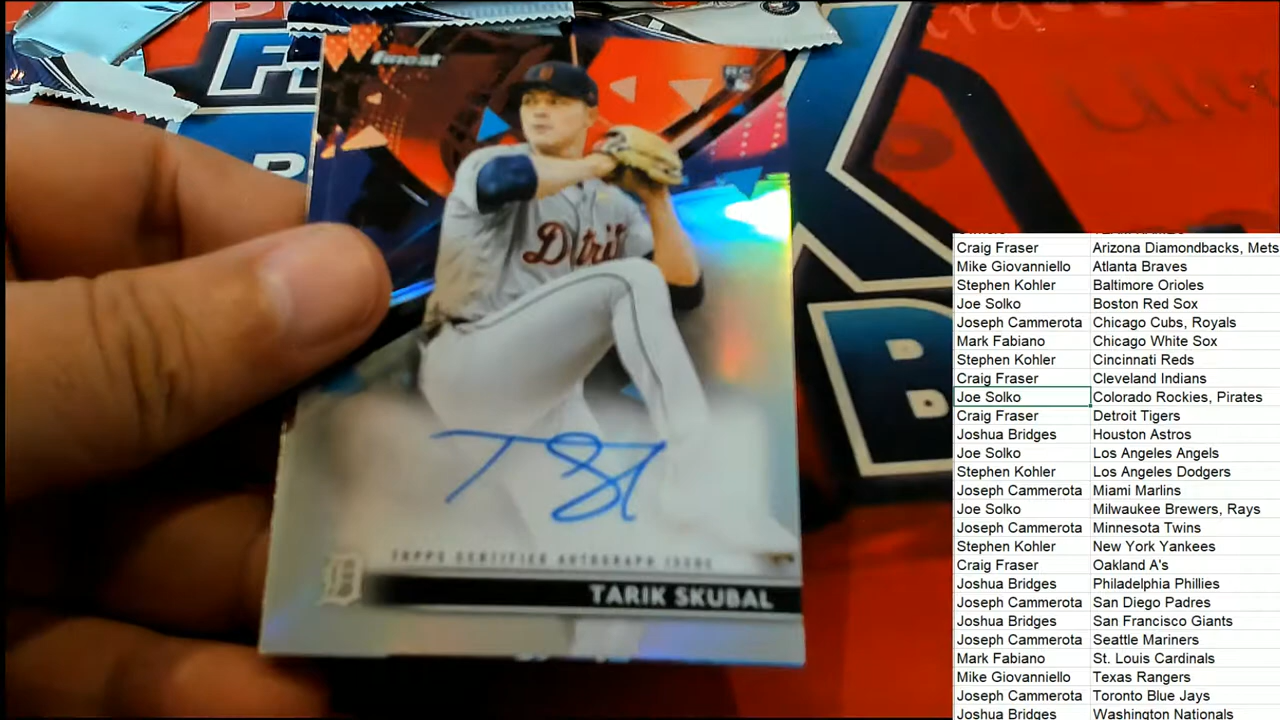 finest
RC
Detroit
TOPPS CERTIFIED AUTOGRAPH ISSUE
TARIK SKUBAL
Craig Fraser Arizona Diamondbacks, Mets
Mike Giovanniello Atlanta Braves
Stephen Kohler Baltimore Orioles
Joe Solko Boston Red Sox
Joseph Cammerota Chicago Cubs, Royals
Mark Fabiano Chicago White Sox
Stephen Kohler Cincinnati Reds
Craig Fraser Cleveland Indians
Joe Solko Colorado Rockies, Pirates
Craig Fraser Detroit Tigers
Joshua Bridges Houston Astros
Joe Solko Los Angeles Angels
Stephen Kohler Los Angeles Dodgers
Joseph Cammerota Miami Marlins
Joe Solko Milwaukee Brewers, Rays
Joseph Cammerota Minnesota Twins
Stephen Kohler New York Yankees
Craig Fraser Oakland A's
Joshua Bridges Philadelphia Phillies
Joseph Cammerota San Diego Padres
Joshua Bridges San Francisco Giants
Joseph Cammerota Seattle Mariners
Mark Fabiano St. Louis Cardinals
Mike Giovanniello Texas Rangers
Joseph Cammerota Toronto Blue Jays
Joshua Bridges Washington Nationals